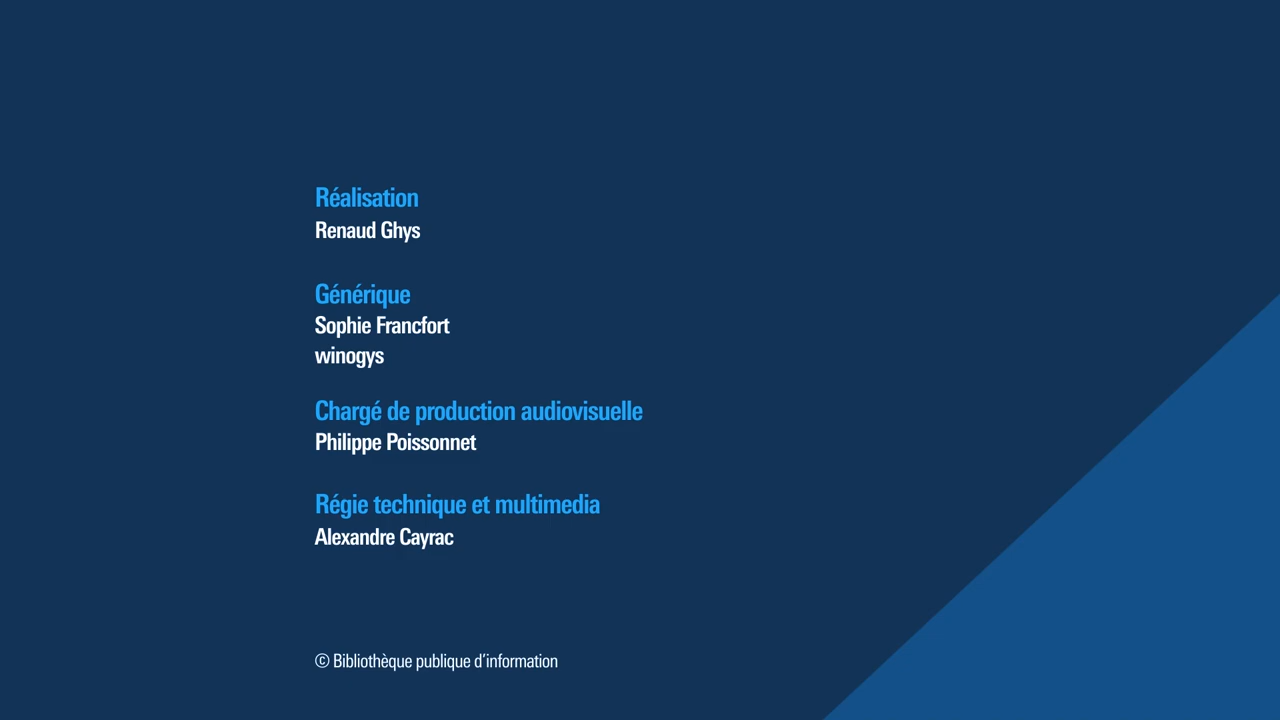 Réalisation
Renaud Ghys
Générique
Sophie Francfort
winogys
Chargé de production audiovisuelle
Philippe Poissonnet
Régie technique et multimedia
Alexandre Cayrac
© Bibliothèque publique d’information